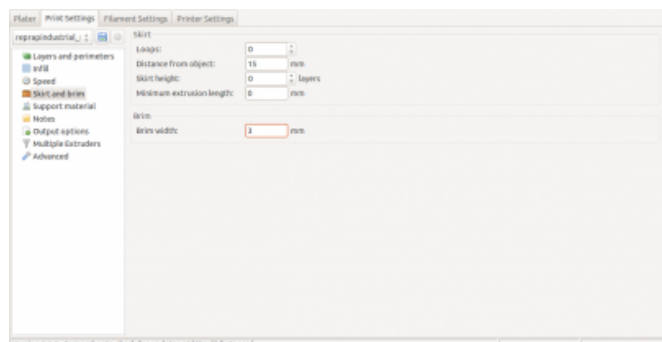 Plater Print Settings Filament Settings Printer Settings
reprapindustrial_
Layers and perimeters
Infill
Speed
Skirt and brim
Support material
Notes
Output options
Multiple Extruders
Advanced
Skirt
Loops: 0
Distance from object: 15 mm
Skirt height: 0 layers
Minimum extrusion length: 0 mm
Brim
Brim width: 3 mm